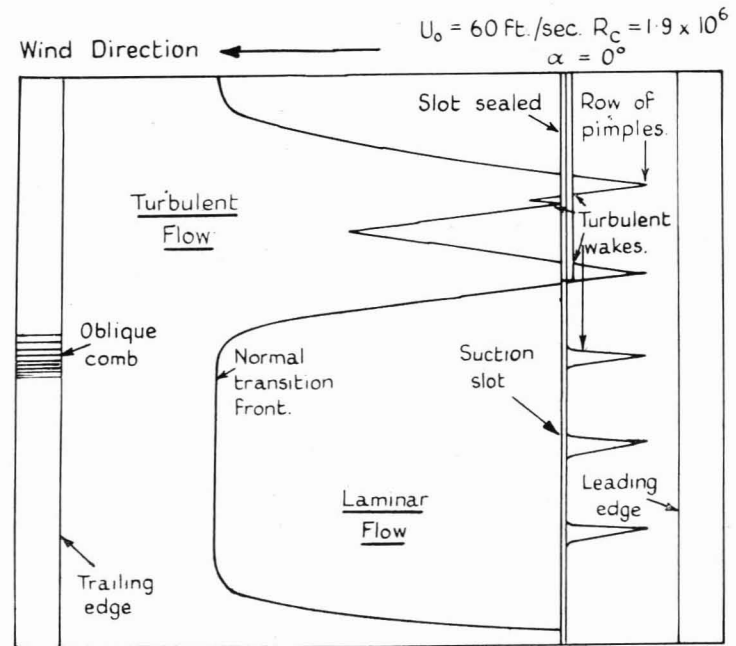 U₀ = 60 Ft./sec. R_C = 1·9 x 10⁶
Wind Direction
α = 0°
Slot sealed
Row of
pimples.
Turbulent
Flow
Turbulent
wakes.
Oblique
comb
Normal
transition
front.
Suction
slot
Laminar
Flow
Leading
edge
Trailing
edge